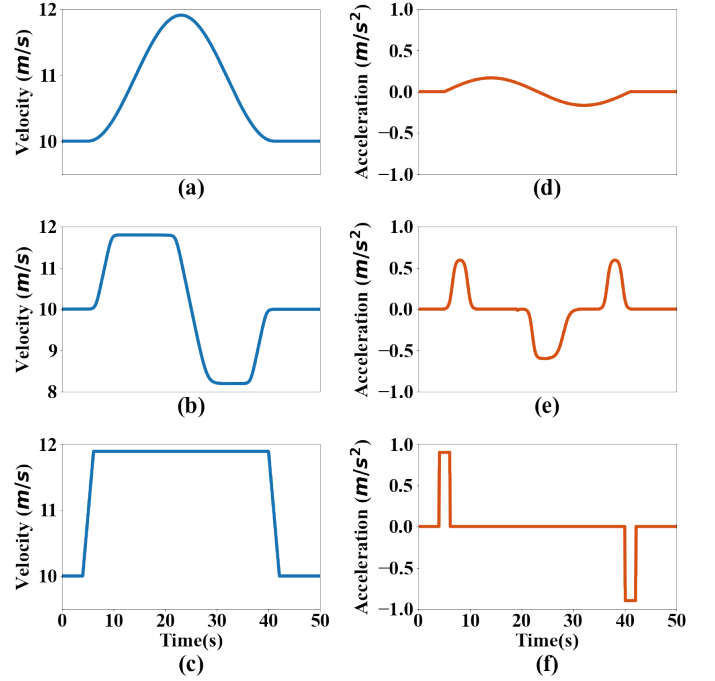 Velocity (m/s)
12
11
10
(a)
Acceleration (m/s²)
1.0
0.5
0.0
−0.5
−1.0
(d)
Velocity (m/s)
12
11
10
9
8
(b)
Acceleration (m/s²)
1.0
0.5
0.0
−0.5
−1.0
(e)
Velocity (m/s)
12
11
10
0 10 20 30 40 50
Time(s)
(c)
Acceleration (m/s²)
1.0
0.5
0.0
−0.5
−1.0
0 10 20 30 40 50
Time(s)
(f)